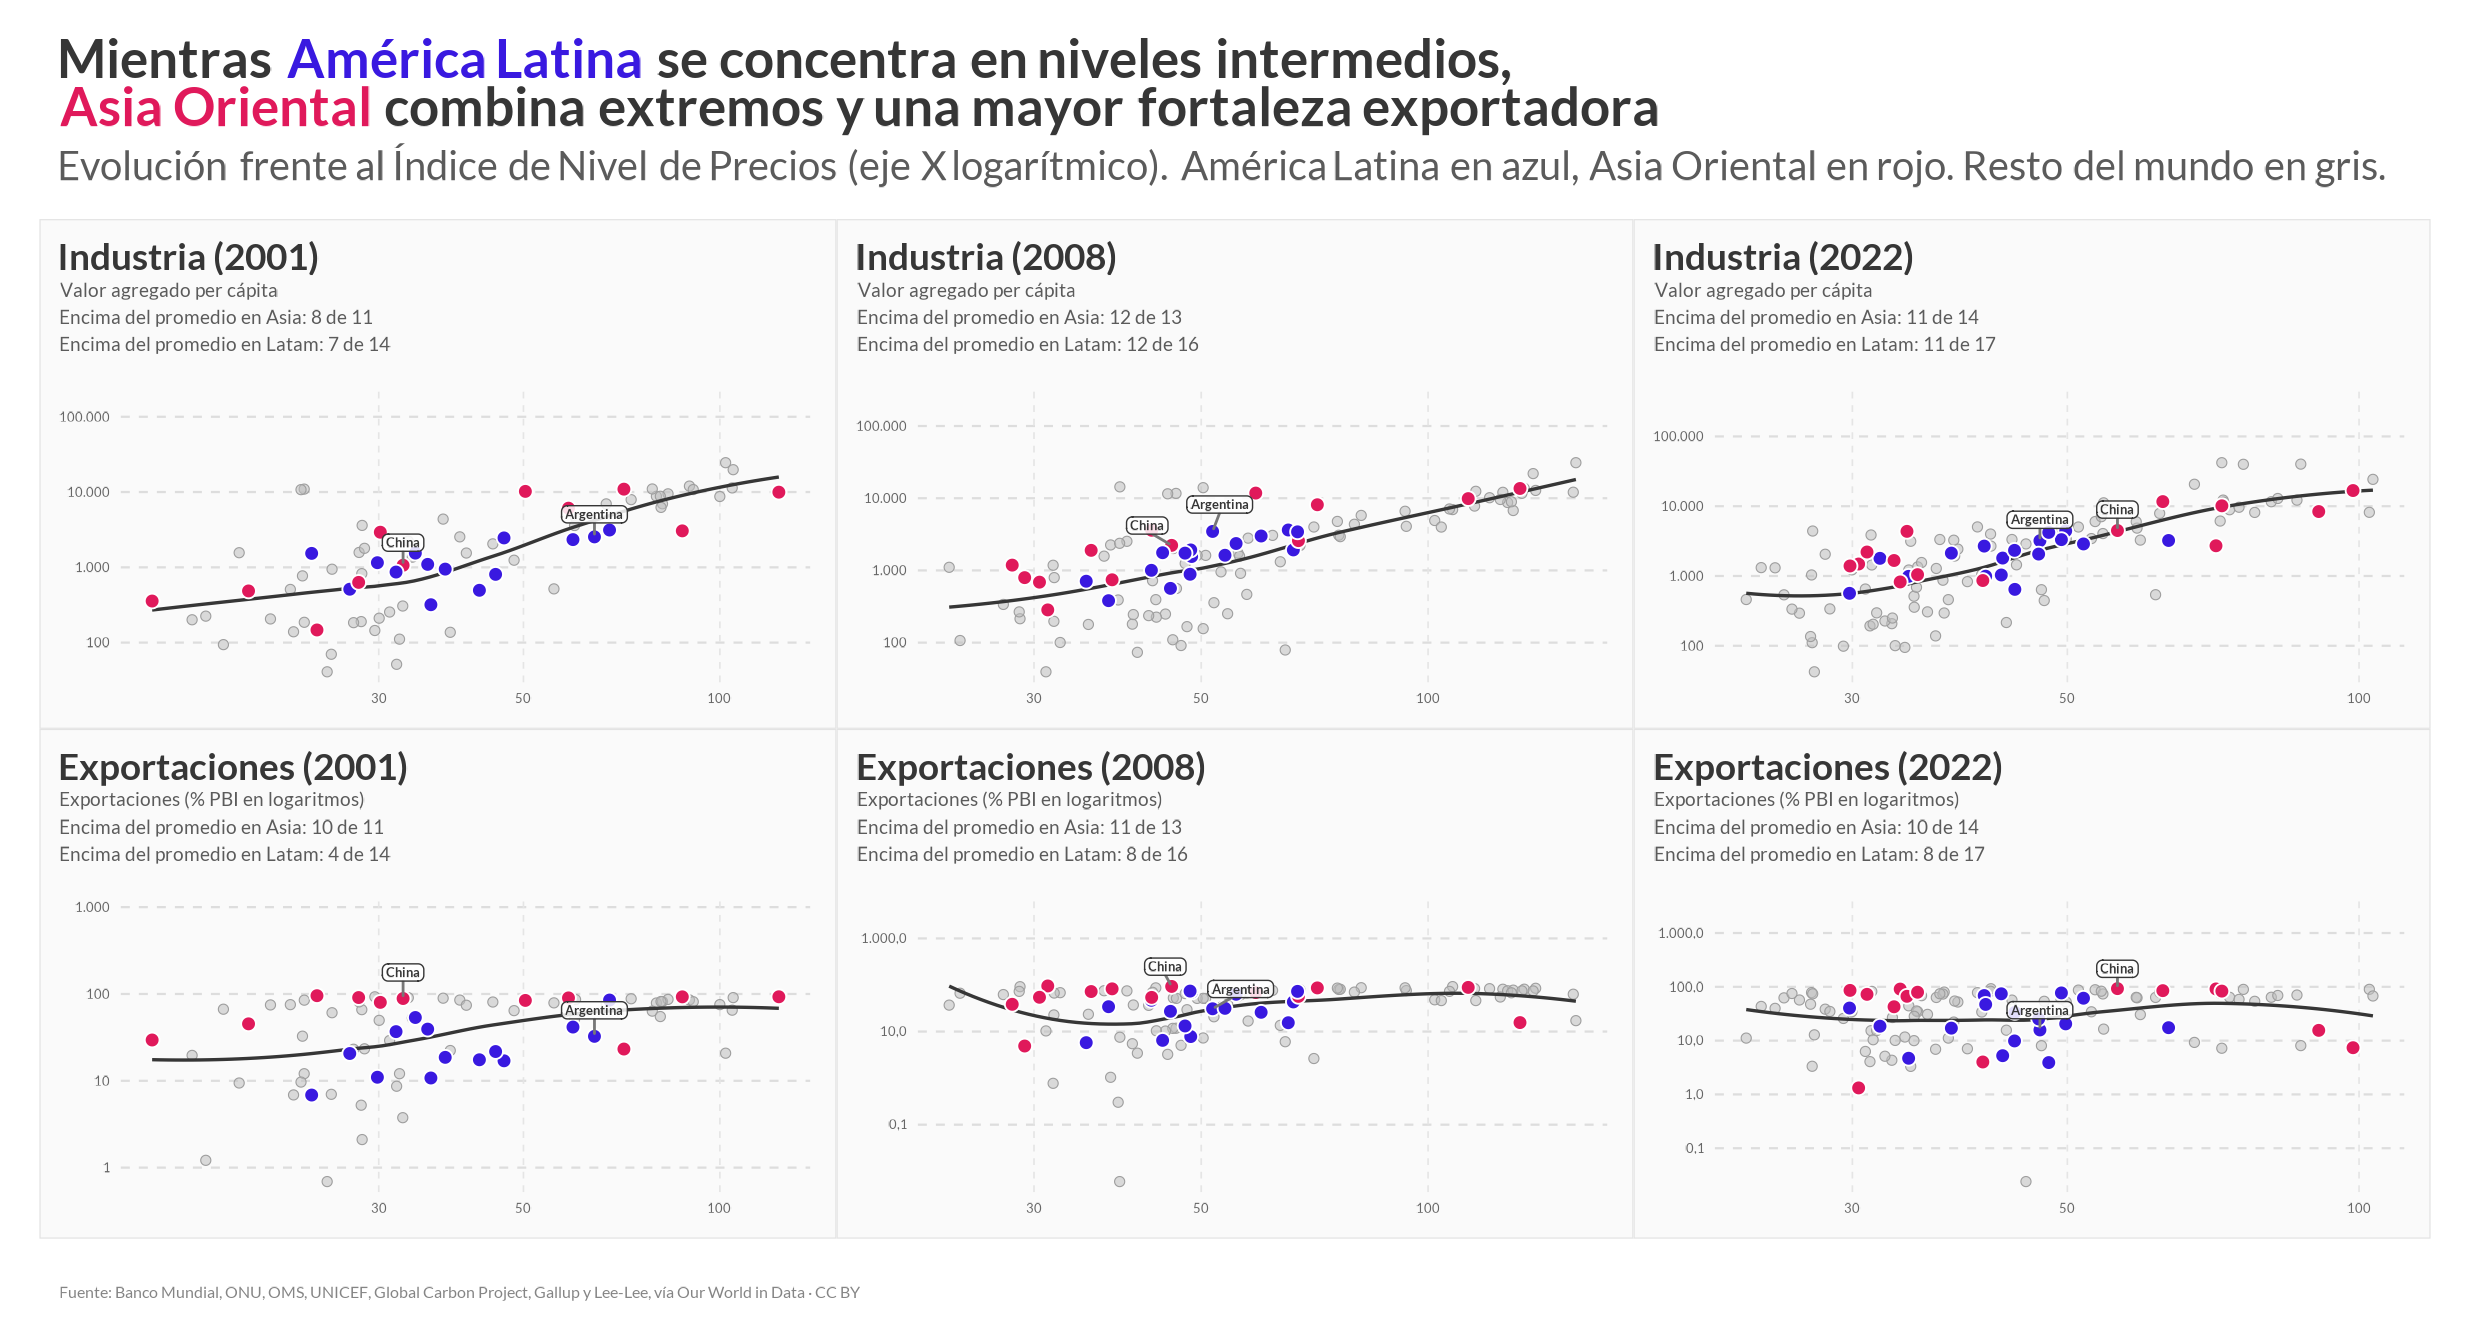 Mientras América Latina se concentra en niveles intermedios,
Asia Oriental combina extremos y una mayor fortaleza exportadora
Evolución frente al Índice de Nivel de Precios (eje X logarítmico). América Latina en azul, Asia Oriental en rojo. Resto del mundo en gris.
Industria (2001)
Valor agregado per cápita
Encima del promedio en Asia: 8 de 11
Encima del promedio en Latam: 7 de 14
100.000
10.000
1.000
100
China
Argentina
30 50 100
Industria (2008)
Valor agregado per cápita
Encima del promedio en Asia: 12 de 13
Encima del promedio en Latam: 12 de 16
100.000
10.000
1.000
100
Argentina
China
30 50 100
Industria (2022)
Valor agregado per cápita
Encima del promedio en Asia: 11 de 14
Encima del promedio en Latam: 11 de 17
100.000
10.000
1.000
100
China
Argentina
30 50 100
Exportaciones (2001)
Exportaciones (% PBI en logaritmos)
Encima del promedio en Asia: 10 de 11
Encima del promedio en Latam: 4 de 14
1.000
100
10
1
China
Argentina
30 50 100
Exportaciones (2008)
Exportaciones (% PBI en logaritmos)
Encima del promedio en Asia: 11 de 13
Encima del promedio en Latam: 8 de 16
1.000,0
10,0
0,1
China
Argentina
30 50 100
Exportaciones (2022)
Exportaciones (% PBI en logaritmos)
Encima del promedio en Asia: 10 de 14
Encima del promedio en Latam: 8 de 17
1.000,0
100,0
10,0
1,0
0,1
China
Argentina
30 50 100
Fuente: Banco Mundial, ONU, OMS, UNICEF, Global Carbon Project, Gallup y Lee-Lee, vía Our World in Data · CC BY